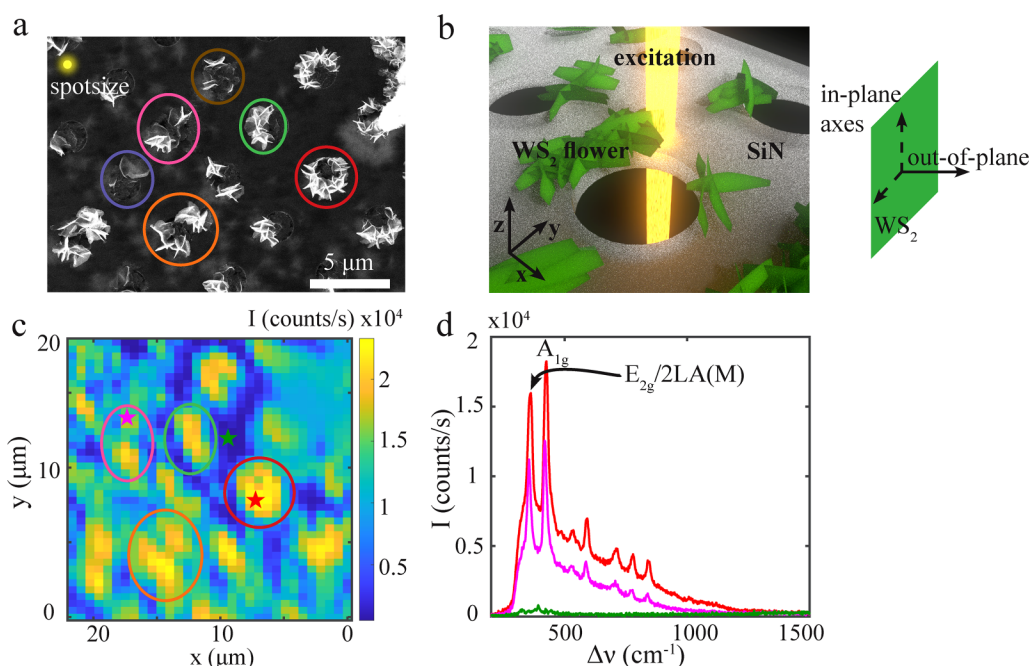 a
spotsize
5 μm
b
excitation
WS2 flower
SiN
z
y
x
in-plane
axes
out-of-plane
WS2
c
I (counts/s) x10^4
20
10
0
y (μm)
20
10
0
x (μm)
2
1.5
1
0.5
d
x10^4
2
1.5
1
0.5
0
I (counts/s)
A1g
E2g/2LA(M)
500
1000
1500
Δν (cm^-1)